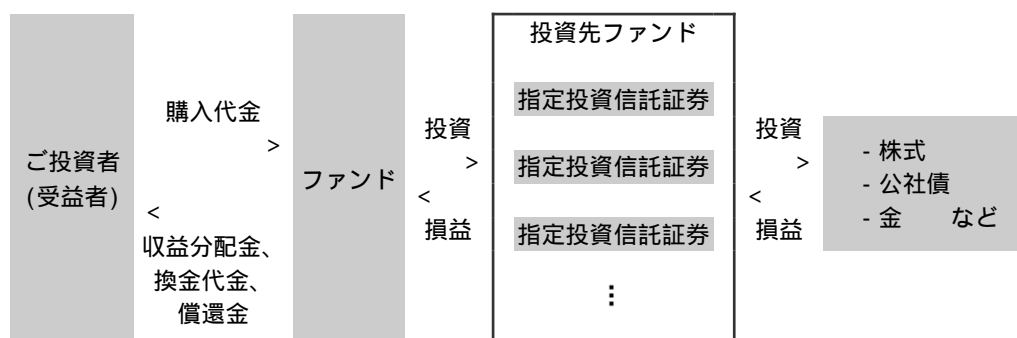 ご投資者
(受益者)
購入代金
>
<
収益分配金、
換金代金、
償還金
ファンド
投資
>
<
損益
投資先ファンド
指定投資信託証券
指定投資信託証券
指定投資信託証券
⋮
投資
>
<
損益
- 株式
- 公社債
- 金　　など